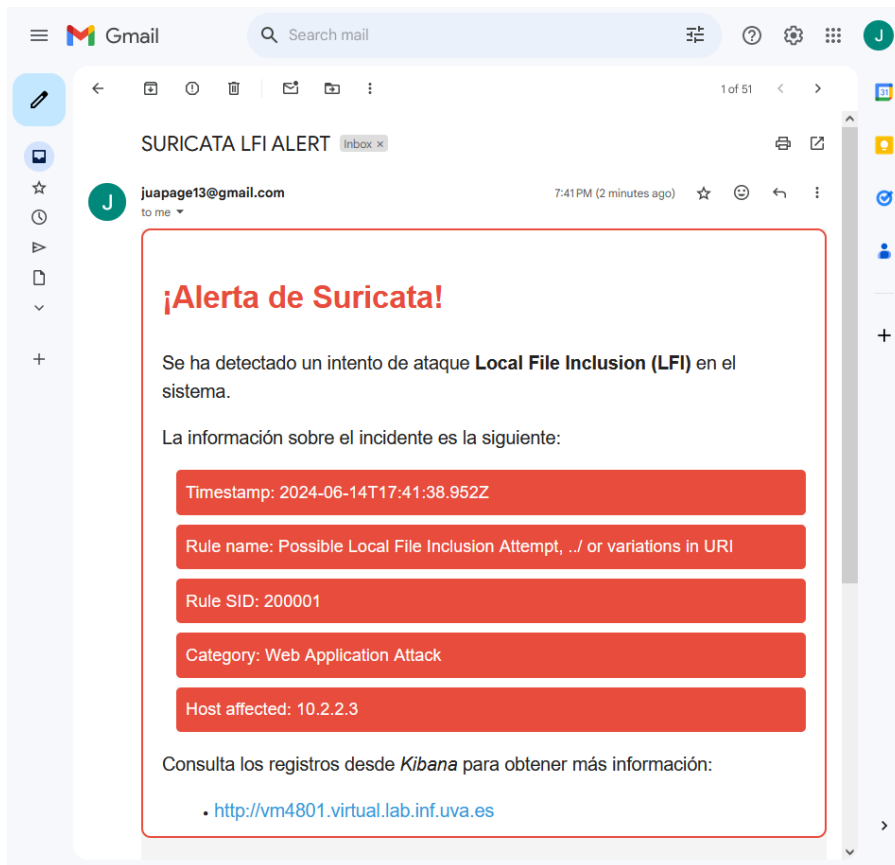 Gmail
Search mail
J
1 of 51
31
SURICATA LFI ALERT
Inbox ×
J
juapage13@gmail.com
7:41 PM (2 minutes ago)
to me
¡Alerta de Suricata!
Se ha detectado un intento de ataque Local File Inclusion (LFI) en el
sistema.
La información sobre el incidente es la siguiente:
Timestamp: 2024-06-14T17:41:38.952Z
Rule name: Possible Local File Inclusion Attempt, ../ or variations in URI
Rule SID: 200001
Category: Web Application Attack
Host affected: 10.2.2.3
Consulta los registros desde Kibana para obtener más información:
• http://vm4801.virtual.lab.inf.uva.es